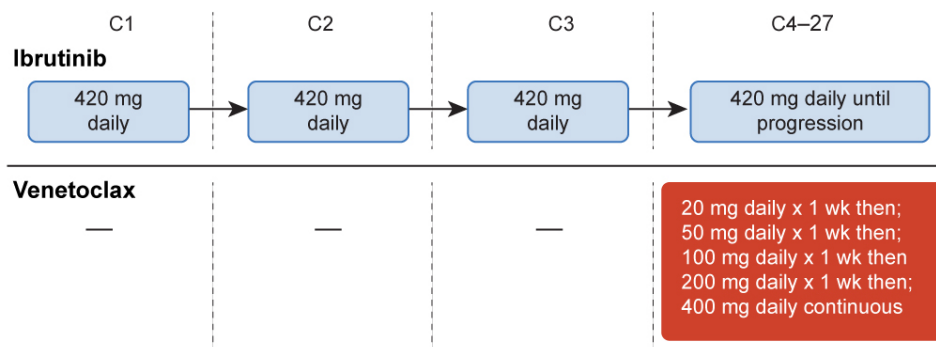 C1 C2 C3 C4–27
Ibrutinib
420 mg daily
420 mg daily
420 mg daily
420 mg daily until progression
Venetoclax
— — —
20 mg daily x 1 wk then;
50 mg daily x 1 wk then;
100 mg daily x 1 wk then
200 mg daily x 1 wk then;
400 mg daily continuous